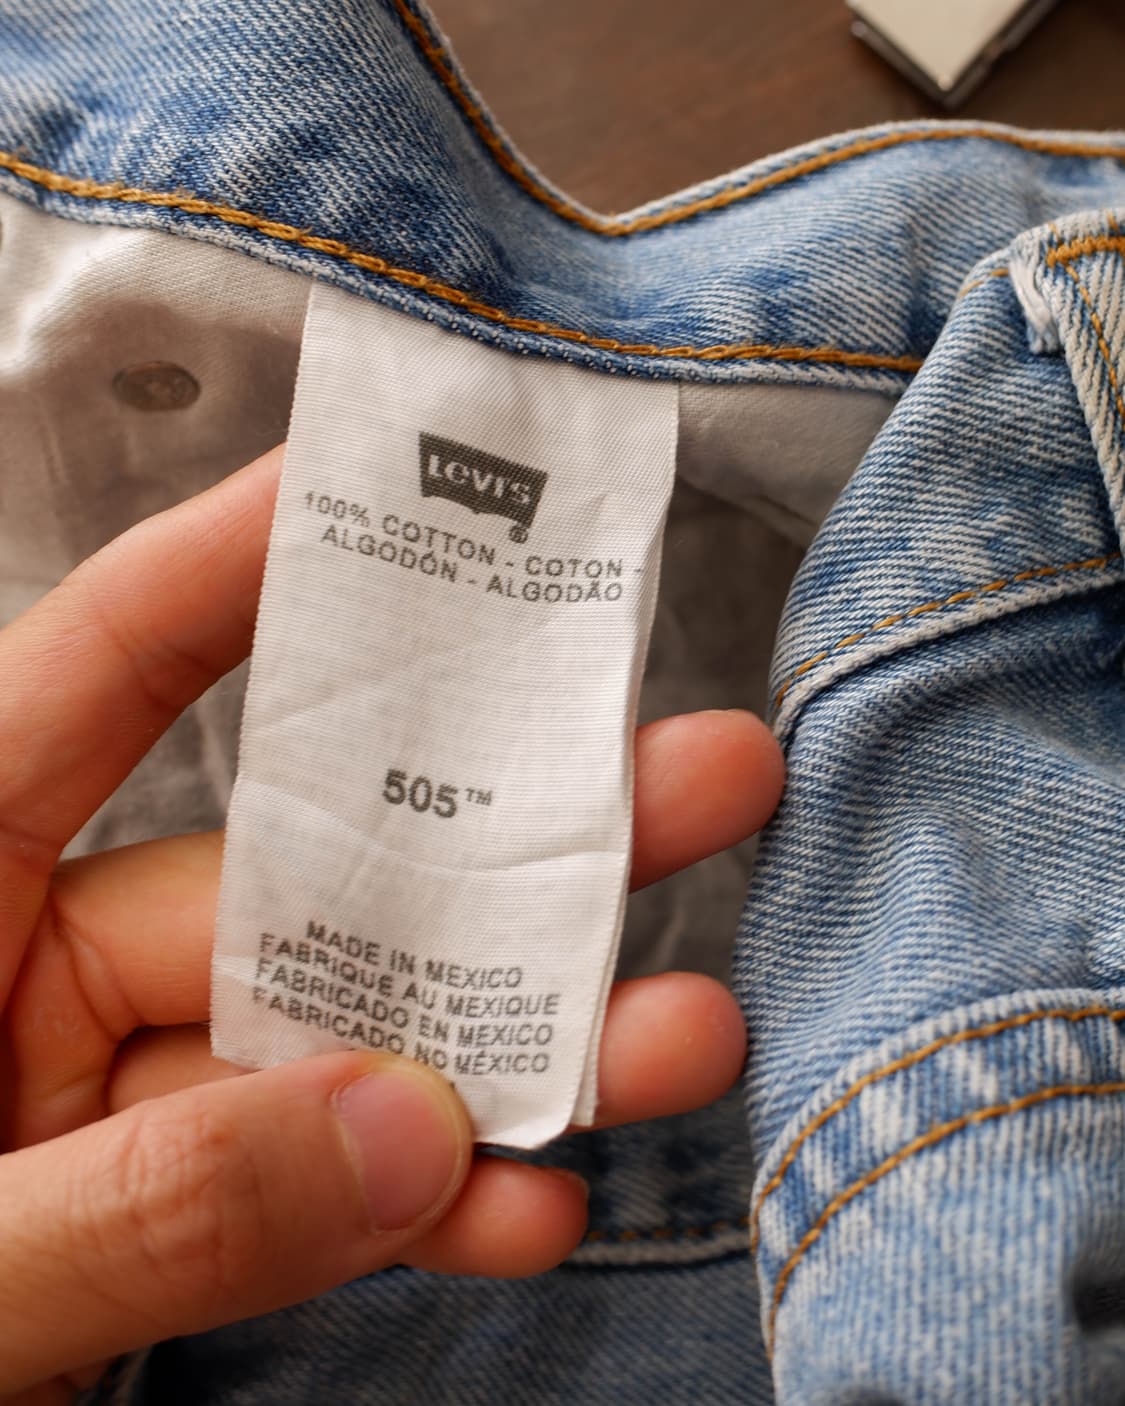 LEVI'S®
100% COTTON - COTON -
ALGODÓN - ALGODÃO
505™
MADE IN MEXICO
FABRIQUE AU MEXIQUE
FABRICADO EN MEXICO
FABRICADO NO MÉXICO